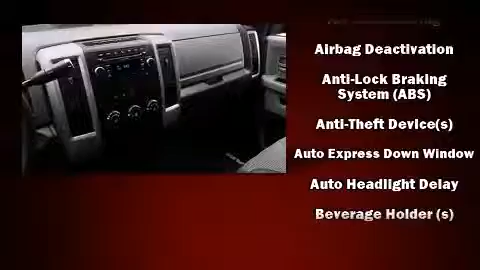 Airbag Deactivation
Anti-Lock Braking
System (ABS)
Anti-Theft Device(s)
Auto Express Down Window
Auto Headlight Delay
Beverage Holder (s)